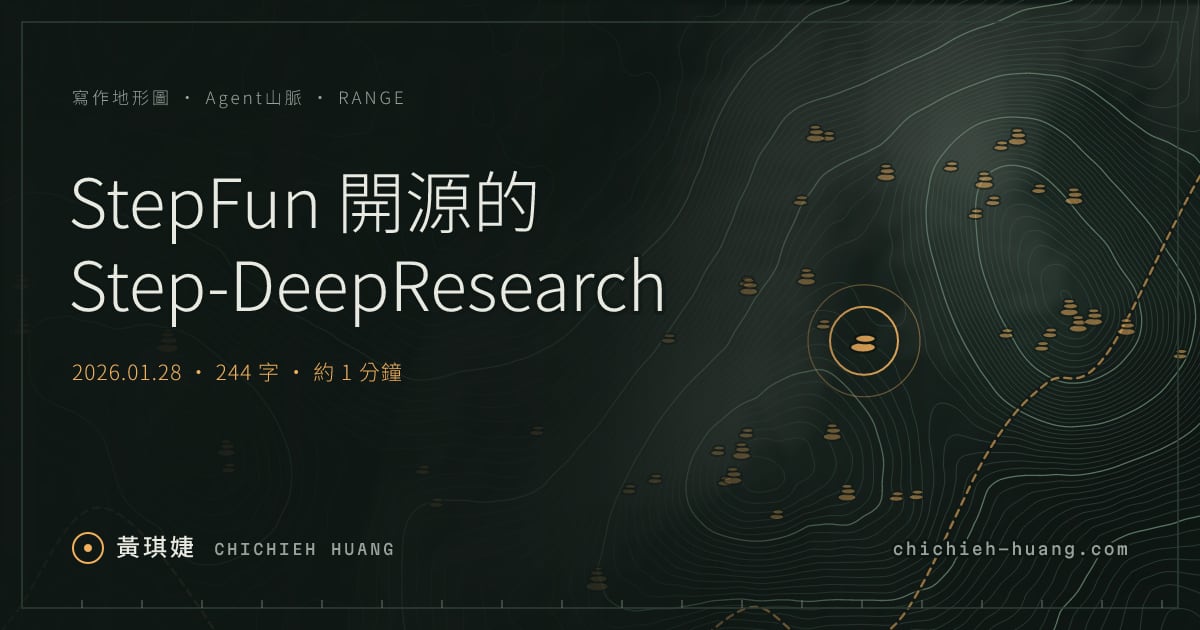 寫作地形圖 · Agent山脈 · RANGE
StepFun 開源的
Step-DeepResearch
2026.01.28 · 244 字 · 約 1 分鐘
黃琪婕 CHICHIEH HUANG
chichieh-huang.com